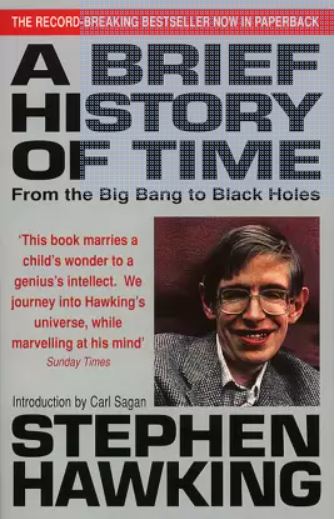 THE RECORD-BREAKING BESTSELLER NOW IN PAPERBACK
A BRIEF
HISTORY
OF TIME
From the Big Bang to Black Holes
‘This book marries a
child’s wonder to a
genius’s intellect. We
journey into Hawking’s
universe, while
marvelling at his mind’
Sunday Times
Introduction by Carl Sagan
STEPHEN
HAWKING